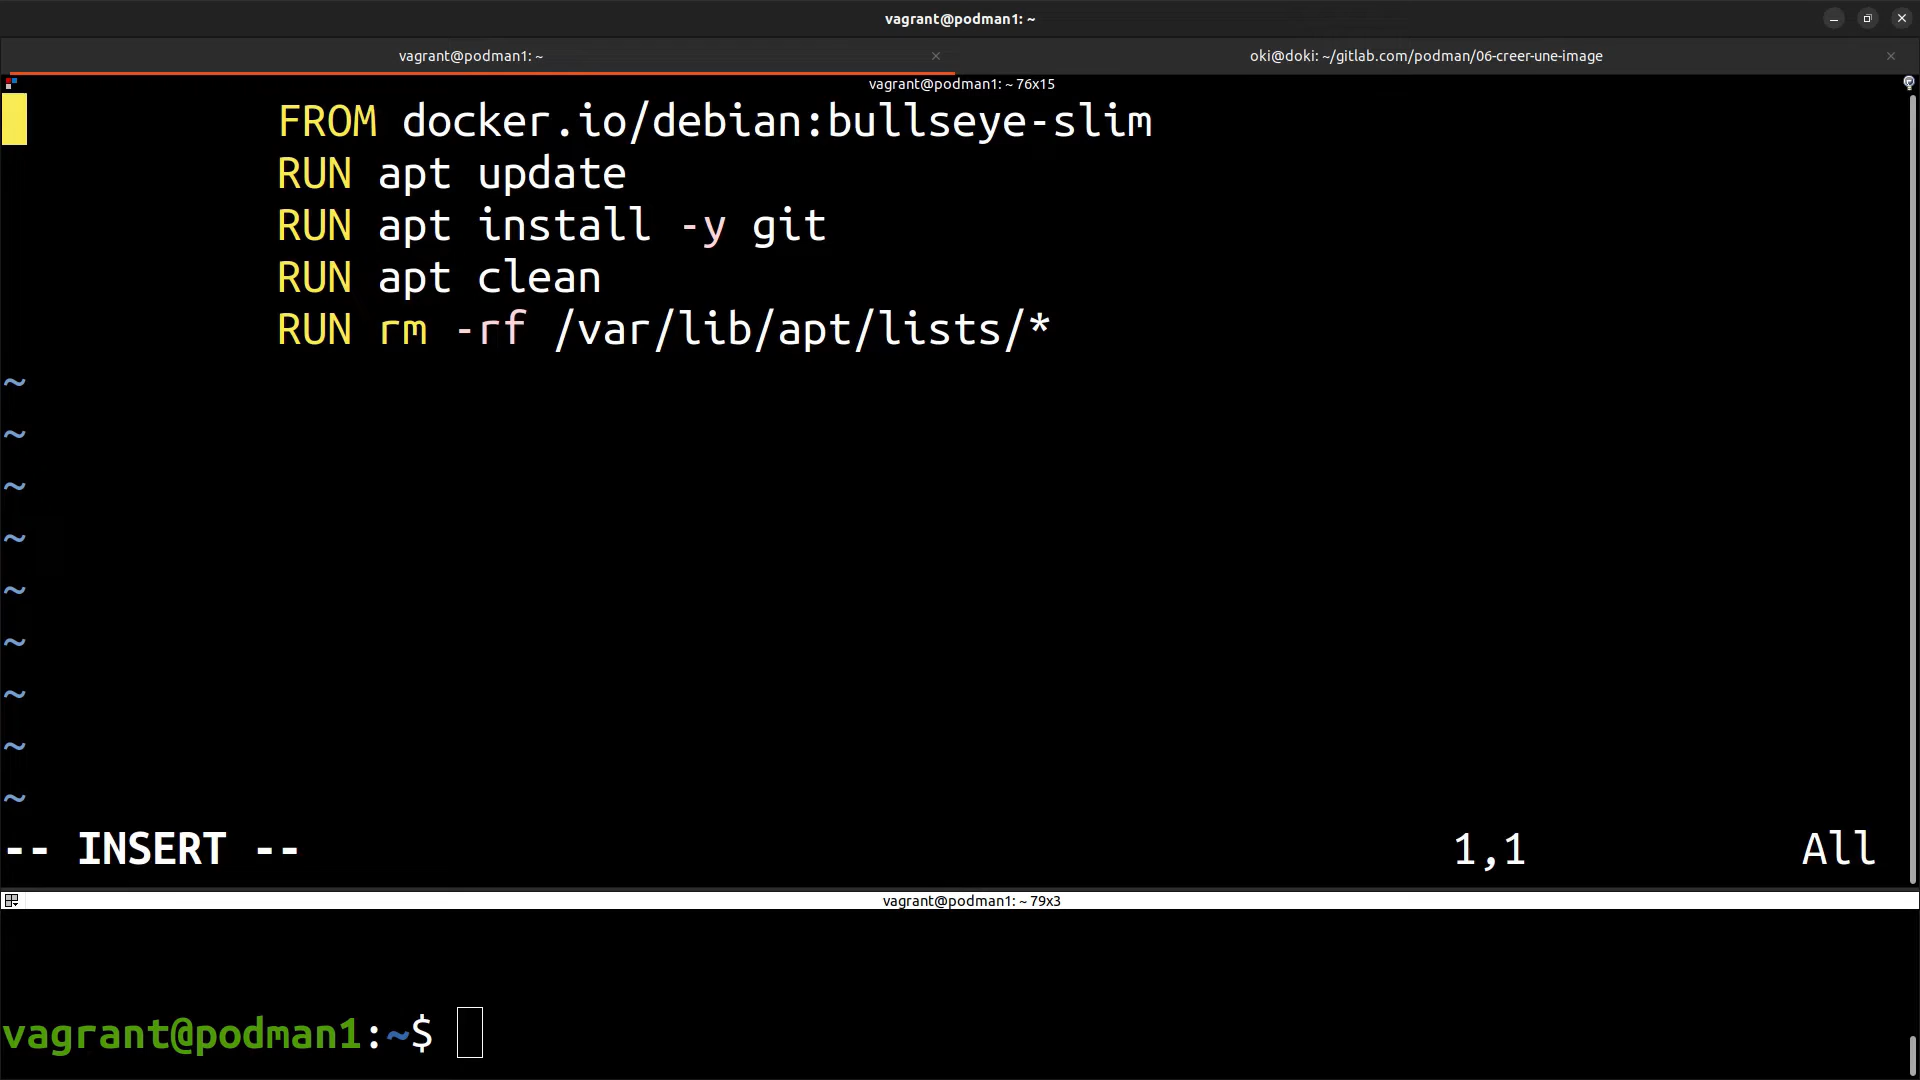 vagrant@podman1: ~
vagrant@podman1: ~
oki@doki: ~/gitlab.com/podman/06-creer-une-image
vagrant@podman1: ~ 76x15
FROM docker.io/debian:bullseye-slim
RUN apt update
RUN apt install -y git
RUN apt clean
RUN rm -rf /var/lib/apt/lists/*
~
~
~
~
~
~
~
~
~
-- INSERT -- 1,1 All
vagrant@podman1: ~ 79x3
vagrant@podman1:~$